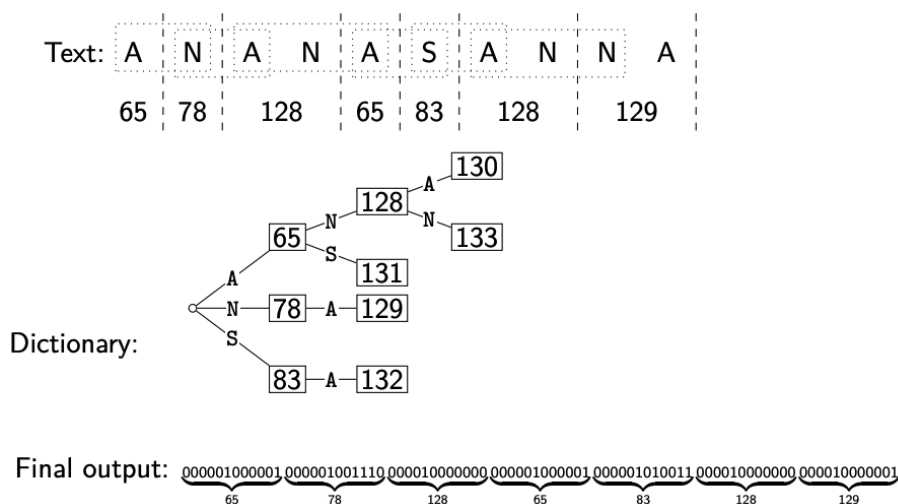 Text: A N A N A S A N N A
65 78 128 65 83 128 129
A 130
N 128
65 N 133
S 131
A
N 78 A 129
S
Dictionary:
83 A 132
Final output: 000001000001 000001001110 000010000000 000001000001 000001010011 000010000000 000010000001
65 78 128 65 83 128 129